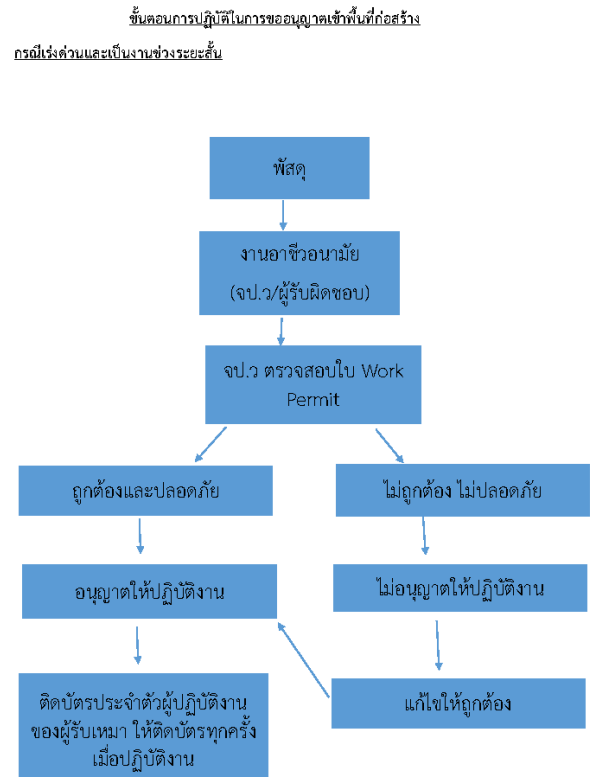 ขั้นตอนการปฏิบัติในการขออนุญาตเข้าพื้นที่ก่อสร้าง
กรณีเร่งด่วนและเป็นงานช่วงระยะสั้น
พัสดุ
งานอาชีวอนามัย
(จป.ว/ผู้รับผิดชอบ)
จป.ว ตรวจสอบใบ Work
Permit
ถูกต้องและปลอดภัย
ไม่ถูกต้อง ไม่ปลอดภัย
อนุญาตให้ปฏิบัติงาน
ไม่อนุญาตให้ปฏิบัติงาน
ติดบัตรประจำตัวผู้ปฏิบัติงาน
ของผู้รับเหมา ให้ติดบัตรทุกครั้ง
เมื่อปฏิบัติงาน
แก้ไขให้ถูกต้อง